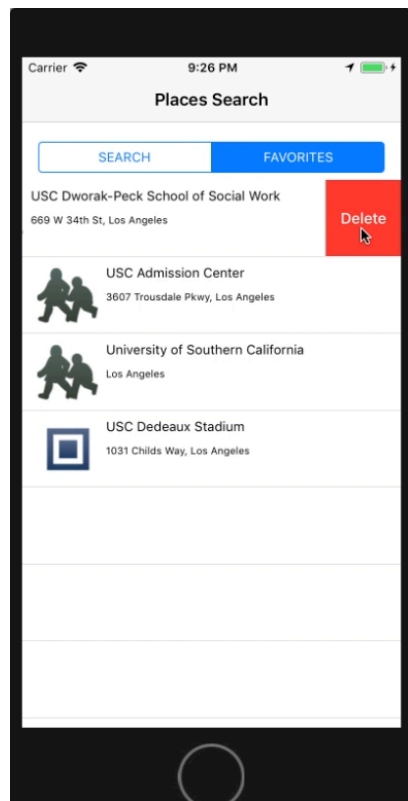 Carrier 9:26 PM
Places Search
SEARCH FAVORITES
USC Dworak-Peck School of Social Work
669 W 34th St, Los Angeles
Delete
USC Admission Center
3607 Trousdale Pkwy, Los Angeles
University of Southern California
Los Angeles
USC Dedeaux Stadium
1031 Childs Way, Los Angeles